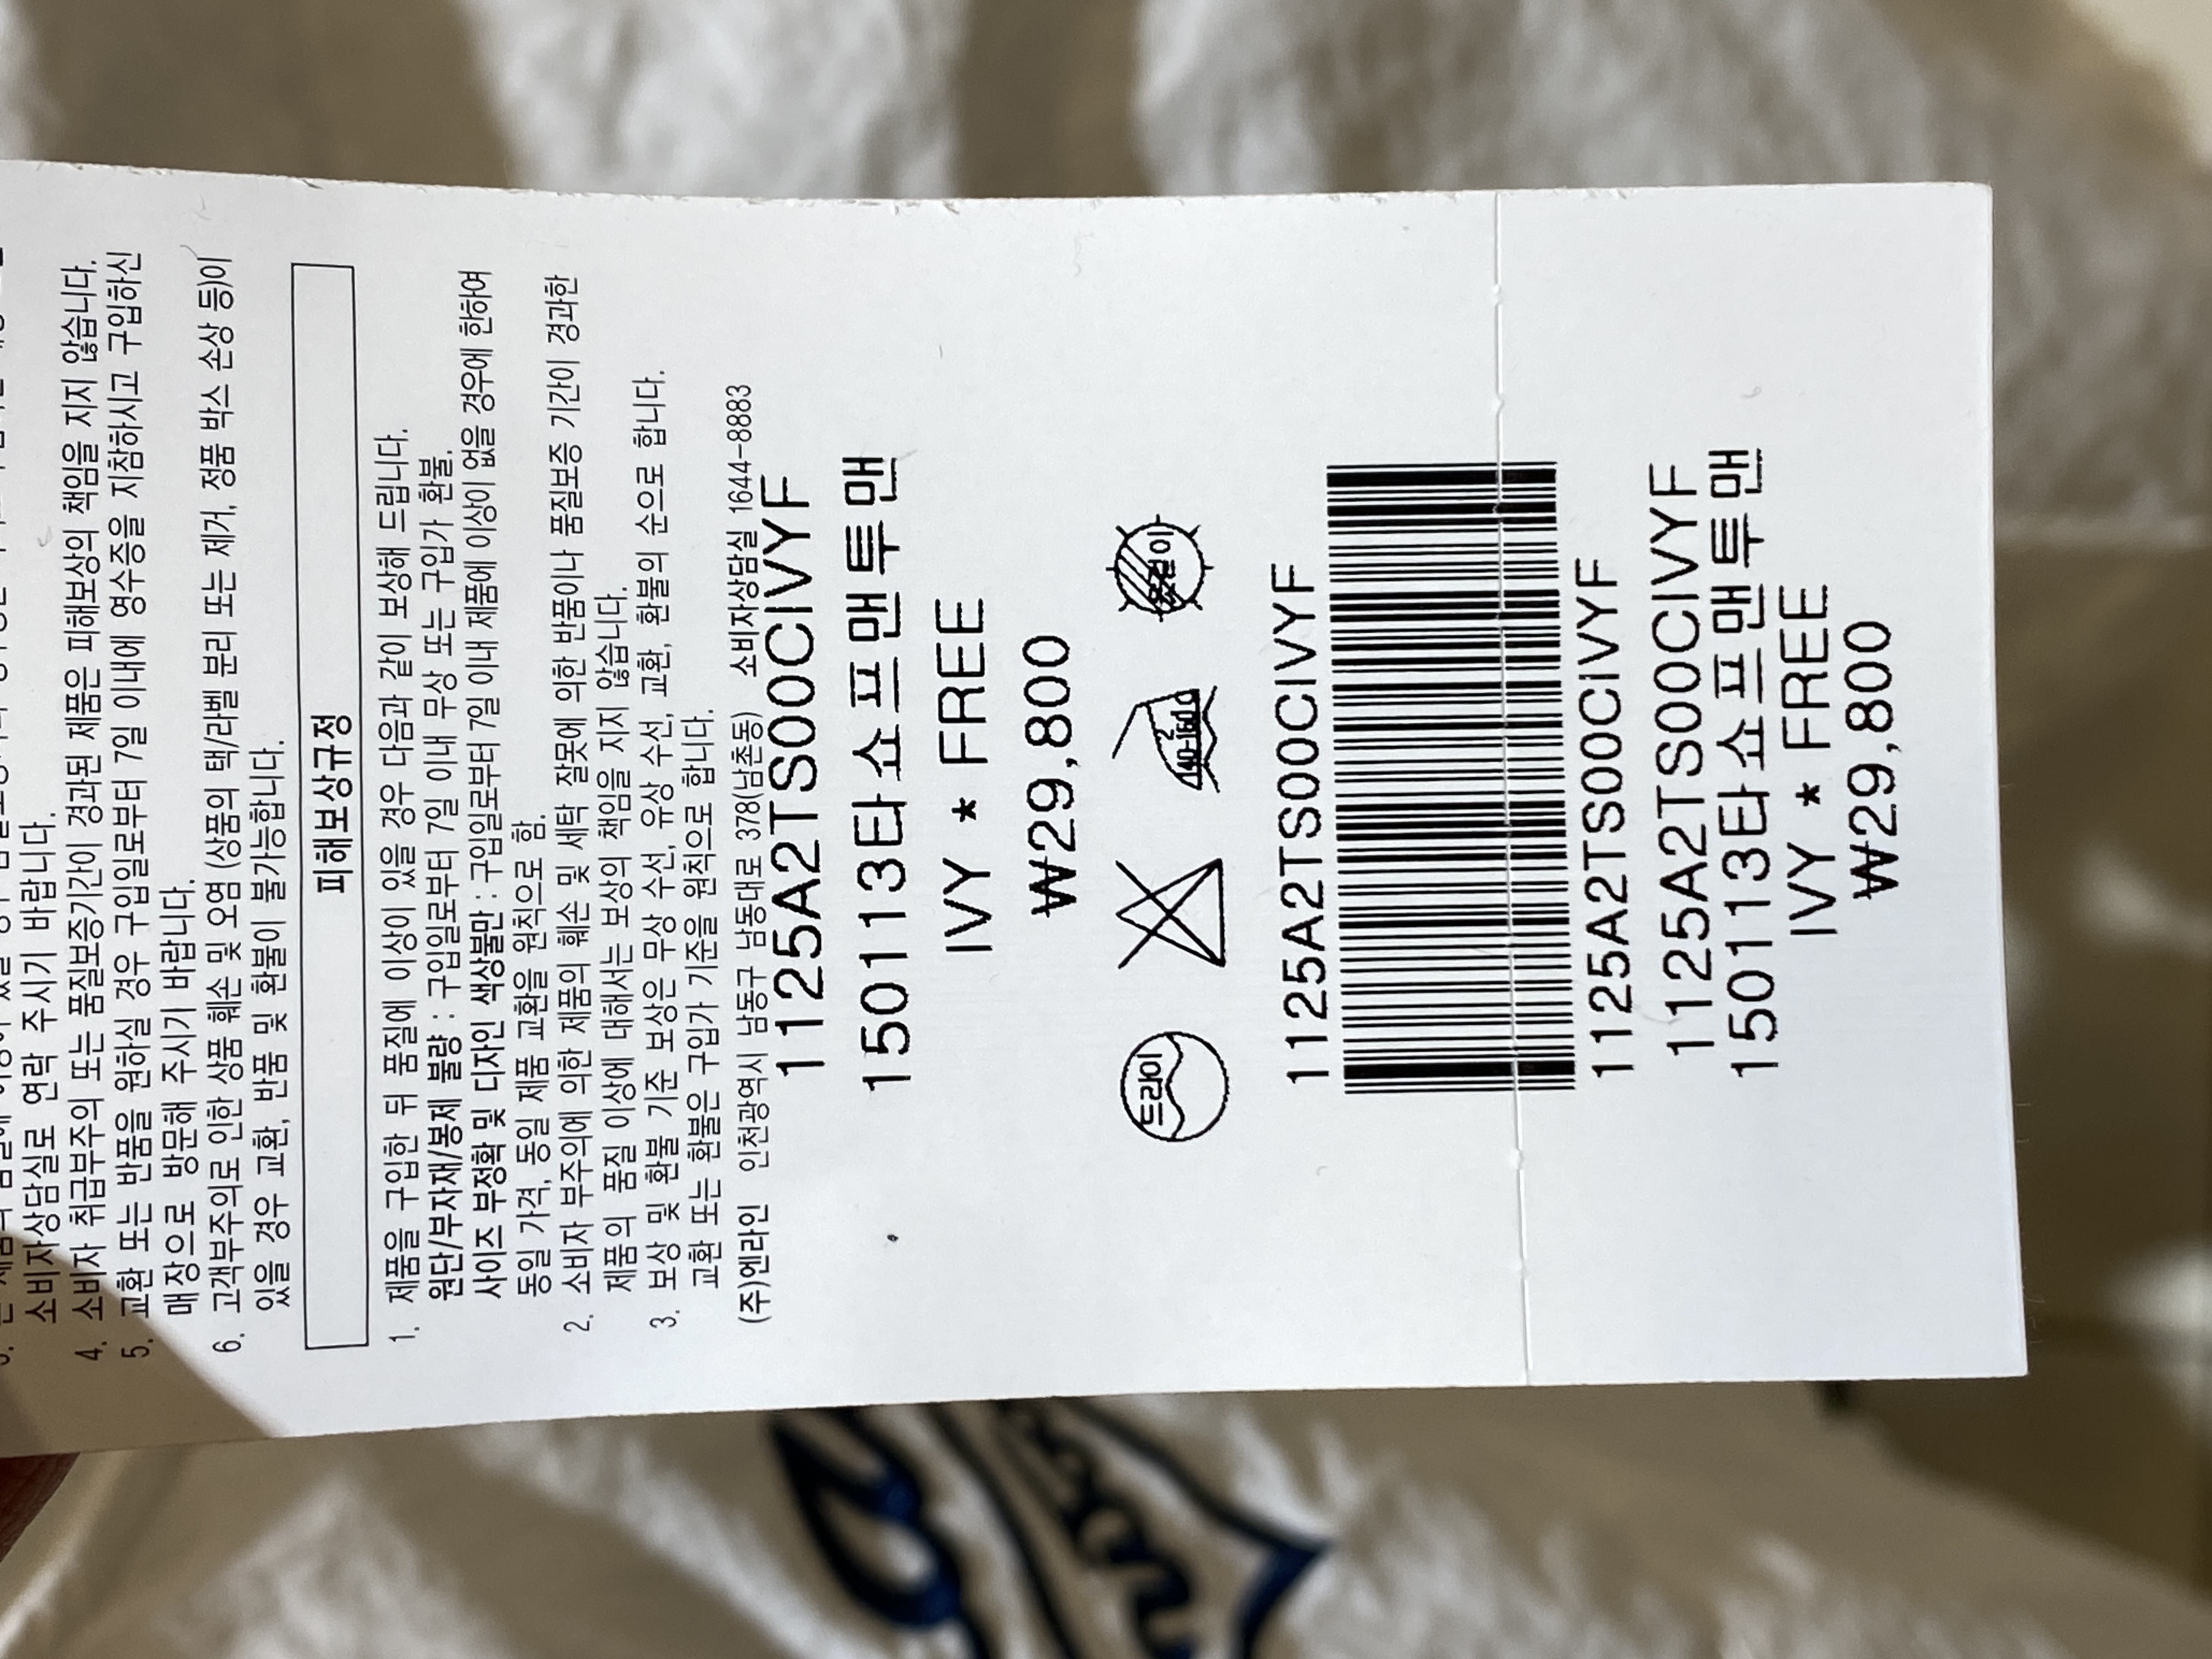 소비자상담실로 연락 주시기 바랍니다.
4. 소비자 취급부주의 또는 품질보증기간이 경과된 제품은 피해보상의 책임을 지지 않습니다.
5. 교환 또는 반품을 원하실 경우 구입일로부터 7일 이내에 영수증을 지참하시고 구입하신
매장으로 방문해 주시기 바랍니다.
6. 고객부주의로 인한 상품 훼손 및 오염 (상품의 택/라벨 분리 또는 제거, 정품 박스 손상 등)이
있을 경우 교환, 반품 및 환불이 불가능합니다.
피해보상규정
1. 제품을 구입한 뒤 품질에 이상이 있을 경우 다음과 같이 보상해 드립니다.
원단/부자재/봉제 불량 : 구입일로부터 7일 이내 무상 또는 구입가 환불.
사이즈 부정확 및 디자인 색상불만 : 구입일로부터 7일 이내 제품에 이상이 없을 경우에 한하여
동일 가격, 동일 제품 교환을 원칙으로 함.
2. 소비자 부주의에 의한 제품의 훼손 및 세탁 잘못에 의한 반품이나 품질보증 기간이 경과한
제품의 품질 이상에 대해서는 보상의 책임을 지지 않습니다.
3. 보상 및 환불 기준 보상은 무상 수선, 유상 수선, 교환, 환불의 순으로 합니다.
교환 또는 환불은 구입가 기준을 원칙으로 합니다.
(주)엔라인 인천광역시 남동구 남동대로 378(남촌동) 소비자상담실 1644-8883
1125A2TS00CIVYF
150113타쇼프맨투맨
IVY * FREE
₩29,800
드라이 2 140-160℃ 옷걸이
1125A2TS00CIVYF
1125A2TS00CIVYF
1125A2TS00CIVYF
150113타쇼프맨투맨
IVY * FREE
₩29,800